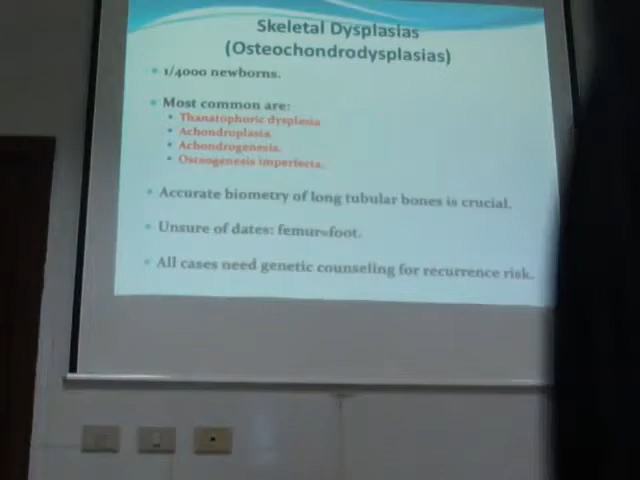 Skeletal Dysplasias
(Osteochondrodysplasias)
1/4000 newborns.
Most common are:
Thanatophoric dysplasia
Achondroplasia.
Achondrogenesis.
Osteogenesis imperfecta.
Accurate biometry of long tubular bones is crucial.
Unsure of dates: femur=foot.
All cases need genetic counseling for recurrence risk.